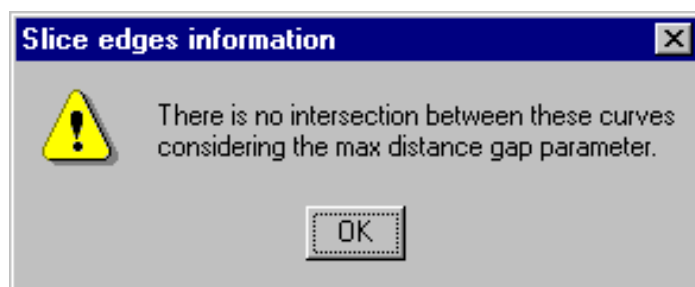 Slice edges information
There is no intersection between these curves
considering the max distance gap parameter.
OK